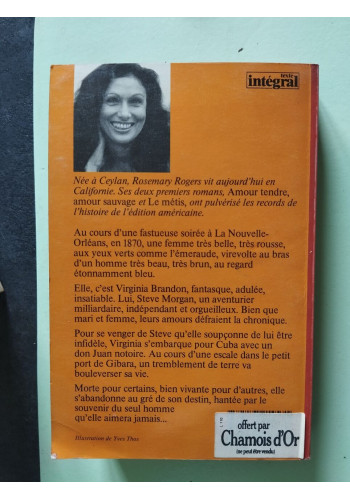 texte
intégral
Née à Ceylan, Rosemary Rogers vit aujourd'hui en
Californie. Ses deux premiers romans, Amour tendre,
amour sauvage et Le métis, ont pulvérisé les records de
l'histoire de l'édition américaine.
Au cours d'une fastueuse soirée à La Nouvelle-
Orléans, en 1870, une femme très belle, très rousse,
aux yeux verts comme l'émeraude, virevolte au bras
d'un homme très beau, très brun, au regard
étonnamment bleu.
Elle, c'est Virginia Brandon, fantasque, adulée,
insatiable. Lui, Steve Morgan, un aventurier
milliardaire, indépendant et orgueilleux. Bien que
mari et femme, leurs amours défraient la chronique.
Pour se venger de Steve qu'elle soupçonne de lui être
infidèle, Virginia s'embarque pour Cuba avec un
don Juan notoire. Au cours d'une escale dans le petit
port de Gibara, un tremblement de terre va
bouleverser sa vie.
Morte pour certains, bien vivante pour d'autres, elle
s'abandonne au gré de son destin, hantée par le
souvenir du seul homme
qu'elle aimera jamais...
Illustration de Yves Thos
offert par
Chamois d'Or
(ne peut être vendu)